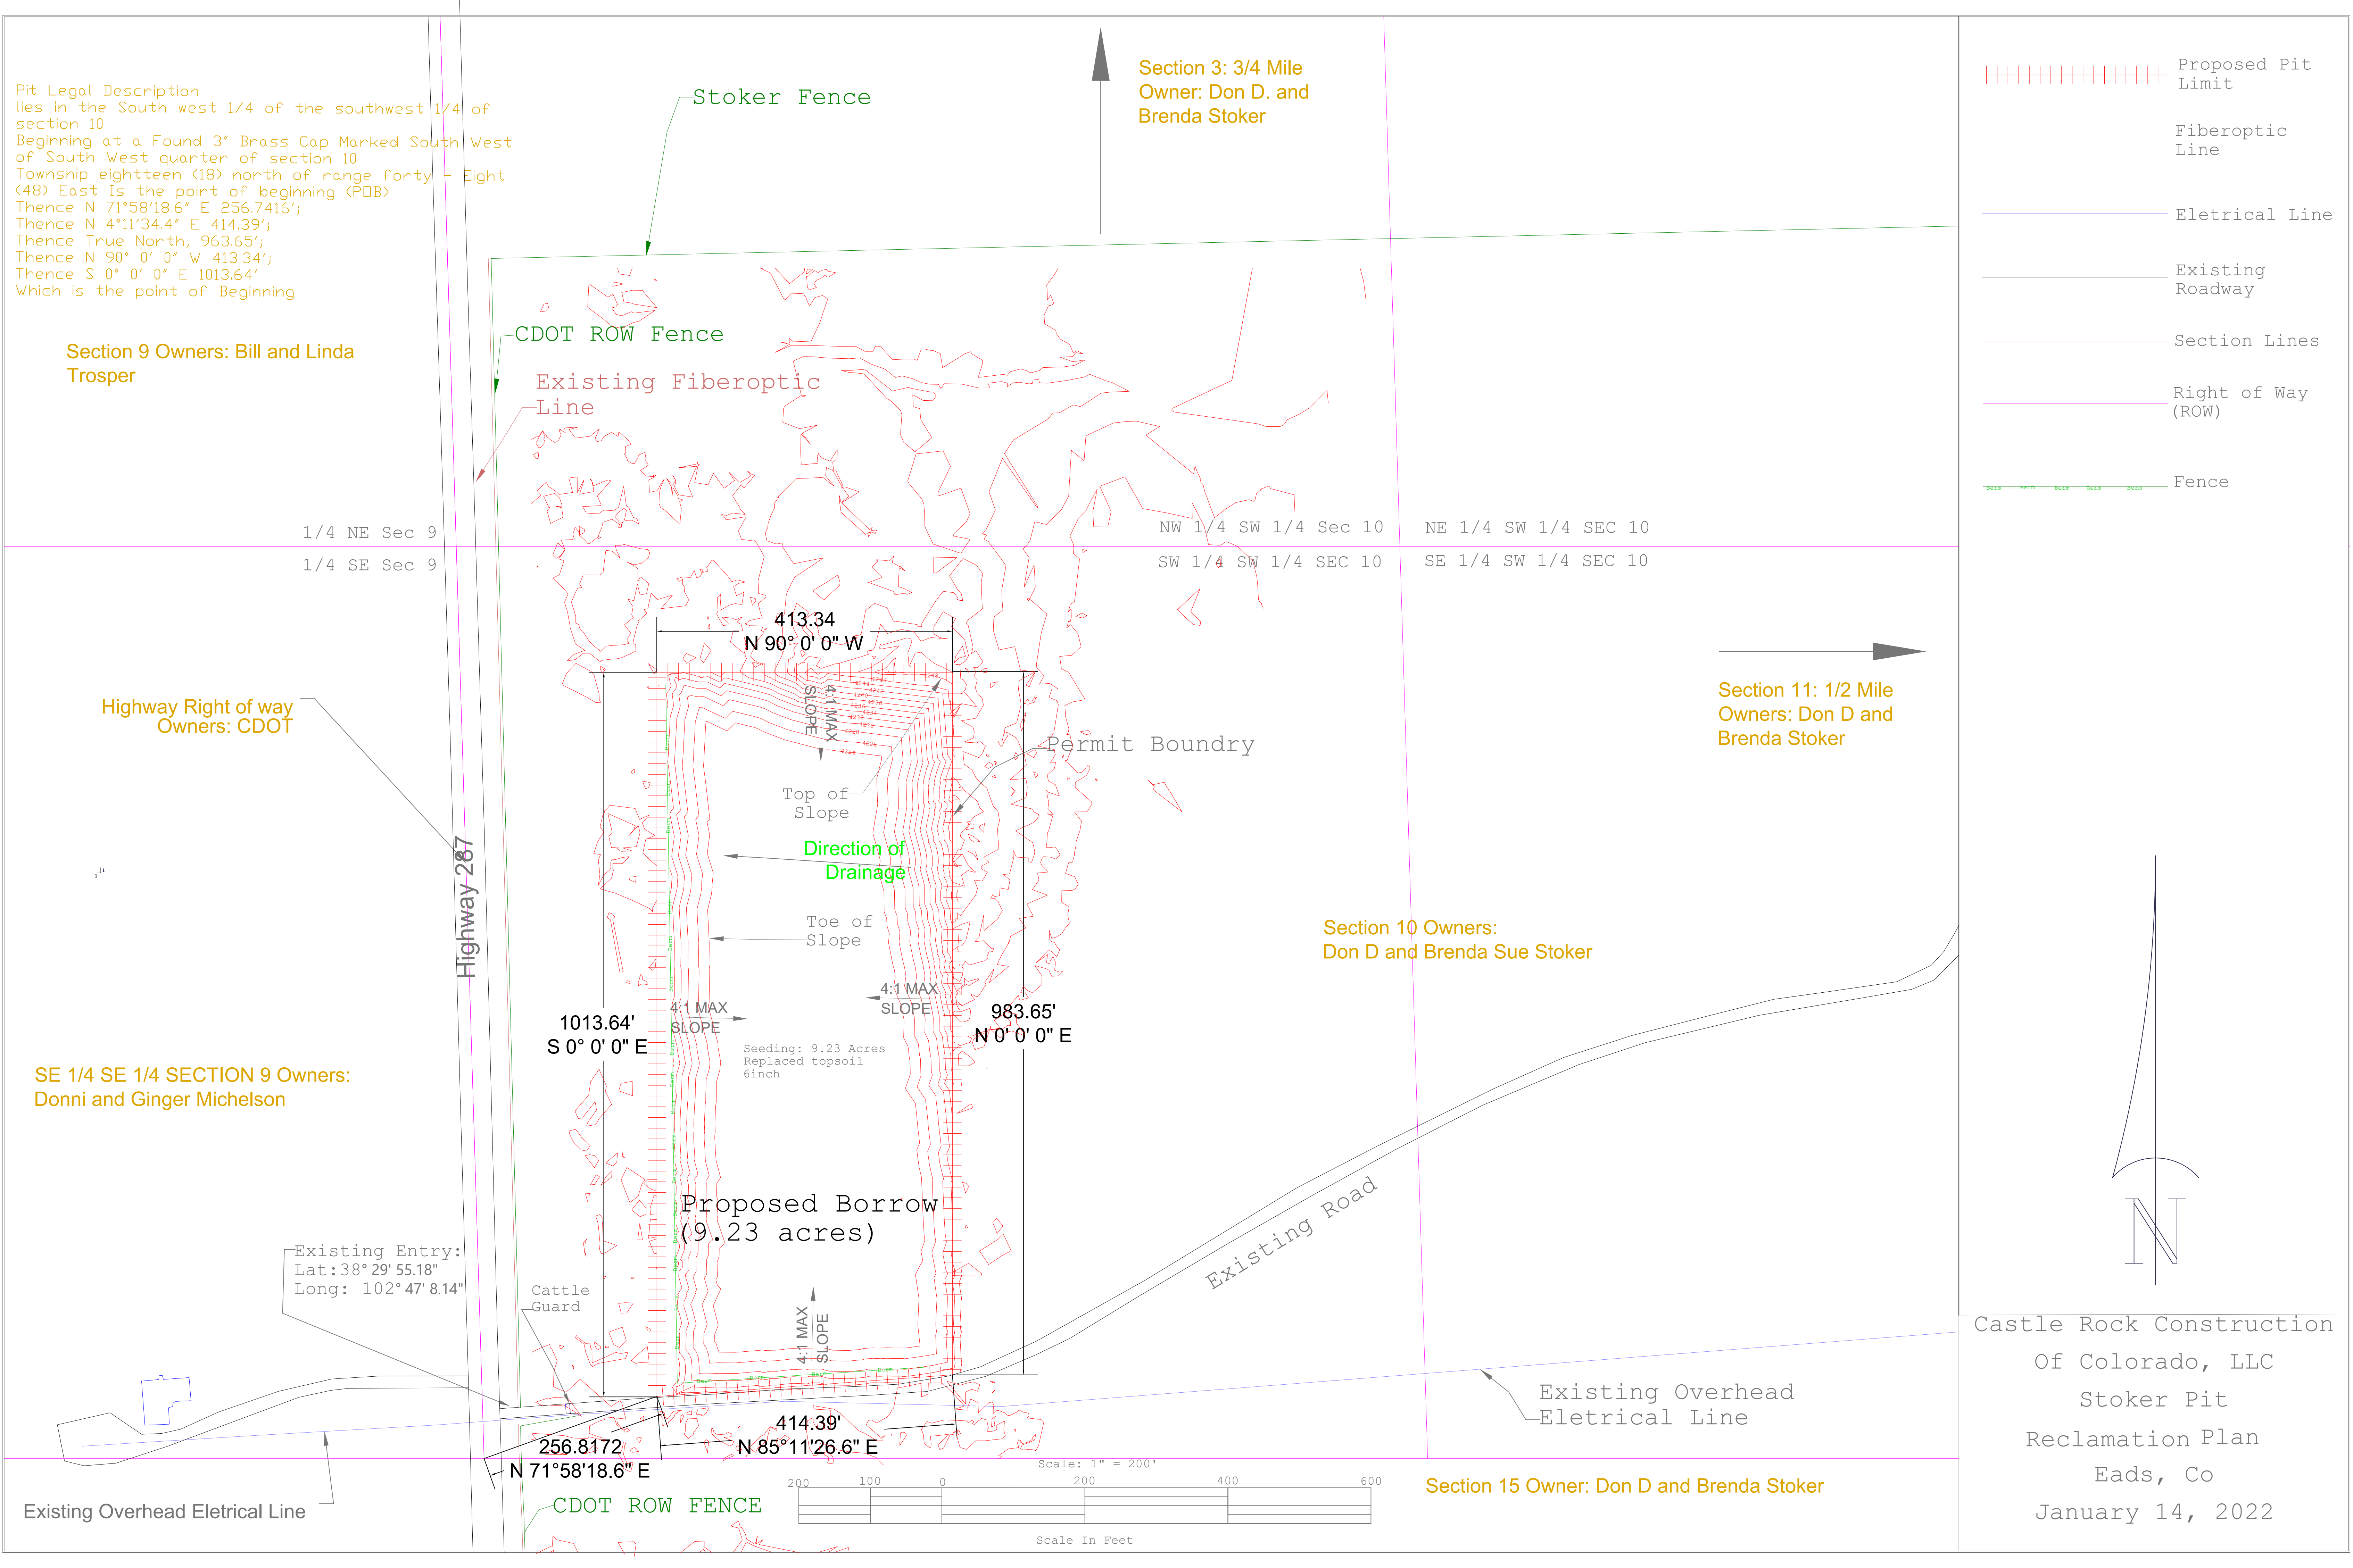 Pit Legal Description
lies in the South west 1/4 of the southwest 1/4 of
section 10
Beginning at a Found 3" Brass Cap Marked South West
of South West quarter of section 10
Township eightteen (18) north of range forty - Eight
(48) East Is the point of beginning (POB)
Thence N 71°58'18.6" E 256.7416';
Thence N 4°11'34.4" E 414.39';
Thence True North, 963.65';
Thence N 90° 0' 0" W 413.34';
Thence S 0° 0' 0" E 1013.64'
Which is the point of Beginning
Section 9 Owners: Bill and Linda
Trosper
Stoker Fence
Section 3: 3/4 Mile
Owner: Don D. and
Brenda Stoker
CDOT ROW Fence
Existing Fiberoptic
Line
1/4 NE Sec 9
1/4 SE Sec 9
NW 1/4 SW 1/4 Sec 10
NE 1/4 SW 1/4 SEC 10
SW 1/4 SW 1/4 SEC 10
SE 1/4 SW 1/4 SEC 10
413.34
N 90° 0' 0" W
Highway Right of way
Owners: CDOT
Section 11: 1/2 Mile
Owners: Don D and
Brenda Stoker
4:1 MAX
SLOPE
4244
4242
4240
4236
4234
4232
4228
4226
4224
Permit Boundry
Top of
Slope
Direction of
Drainage
Highway 287
Toe of
Slope
Section 10 Owners:
Don D and Brenda Sue Stoker
4:1 MAX
SLOPE
4:1 MAX
SLOPE
1013.64'
S 0° 0' 0" E
983.65'
N 0' 0' 0" E
Seeding: 9.23 Acres
Replaced topsoil
6inch
SE 1/4 SE 1/4 SECTION 9 Owners:
Donni and Ginger Michelson
Proposed Borrow
(9.23 acres)
Existing Road
Existing Entry:
Lat:38° 29' 55.18"
Long: 102° 47' 8.14"
Cattle
Guard
4:1 MAX
SLOPE
Berm
Berm
Berm
Berm
Existing Overhead
Eletrical Line
414.39'
N 85°11'26.6" E
256.8172
N 71°58'18.6" E
Existing Overhead Eletrical Line
CDOT ROW FENCE
Scale: 1" = 200'
200 100 0 200 400 600
Scale In Feet
Section 15 Owner: Don D and Brenda Stoker
Proposed Pit
Limit
Fiberoptic
Line
Eletrical Line
Existing
Roadway
Section Lines
Right of Way
(ROW)
Fence
N
Castle Rock Construction
Of Colorado, LLC
Stoker Pit
Reclamation Plan
Eads, Co
January 14, 2022